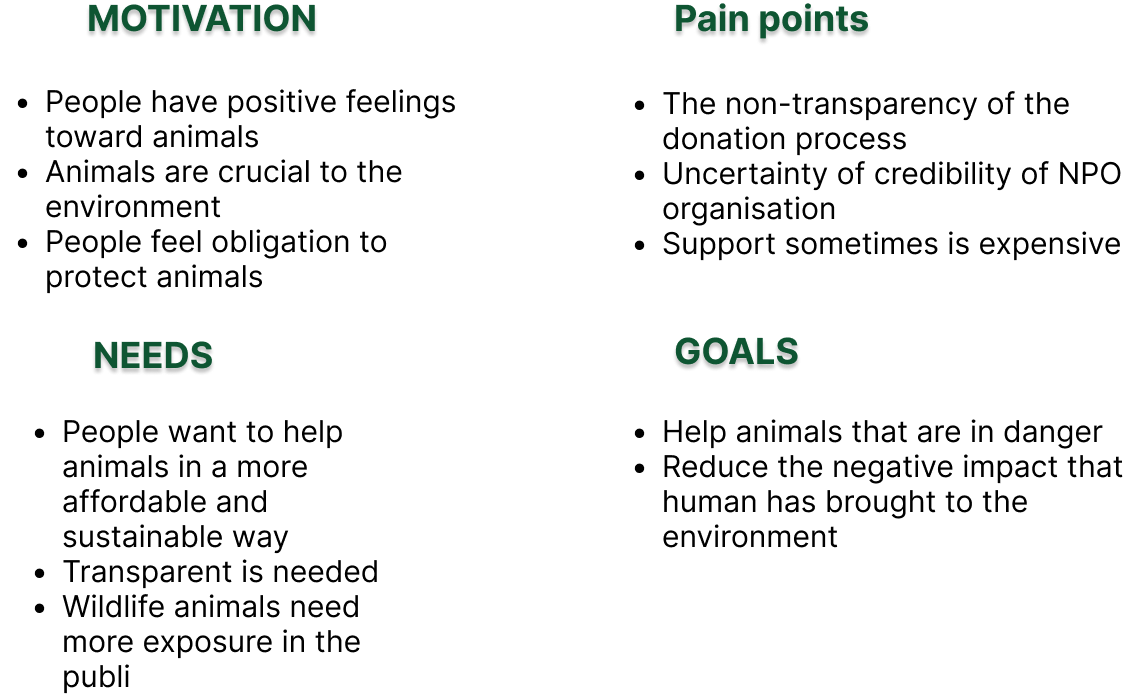 MOTIVATION
• People have positive feelings
toward animals
• Animals are crucial to the
environment
• People feel obligation to
protect animals
Pain points
• The non-transparency of the
donation process
• Uncertainty of credibility of NPO
organisation
• Support sometimes is expensive
NEEDS
• People want to help
animals in a more
affordable and
sustainable way
• Transparent is needed
• Wildlife animals need
more exposure in the
publi
GOALS
• Help animals that are in danger
• Reduce the negative impact that
human has brought to the
environment